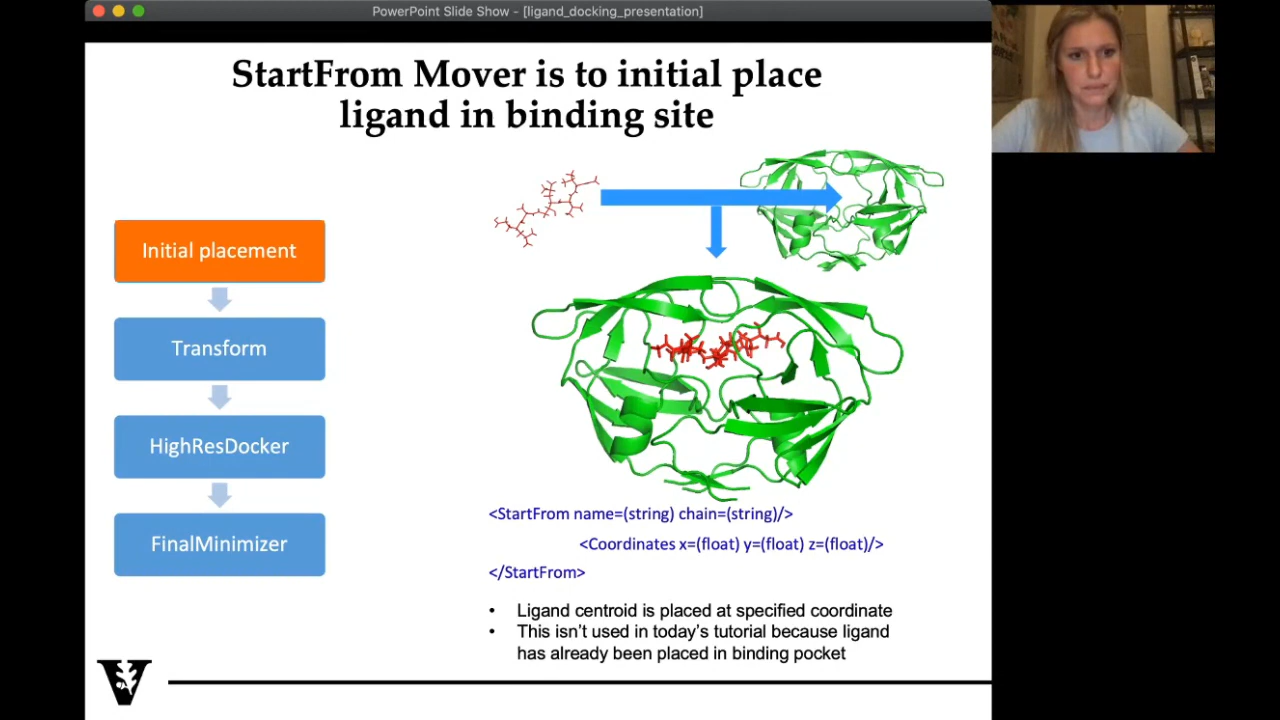 PowerPoint Slide Show - [ligand_docking_presentation]
StartFrom Mover is to initial place
ligand in binding site
Initial placement
Transform
HighResDocker
FinalMinimizer
<StartFrom name=(string) chain=(string)/>
<Coordinates x=(float) y=(float) z=(float)/>
</StartFrom>
• Ligand centroid is placed at specified coordinate
• This isn't used in today's tutorial because ligand
has already been placed in binding pocket
V